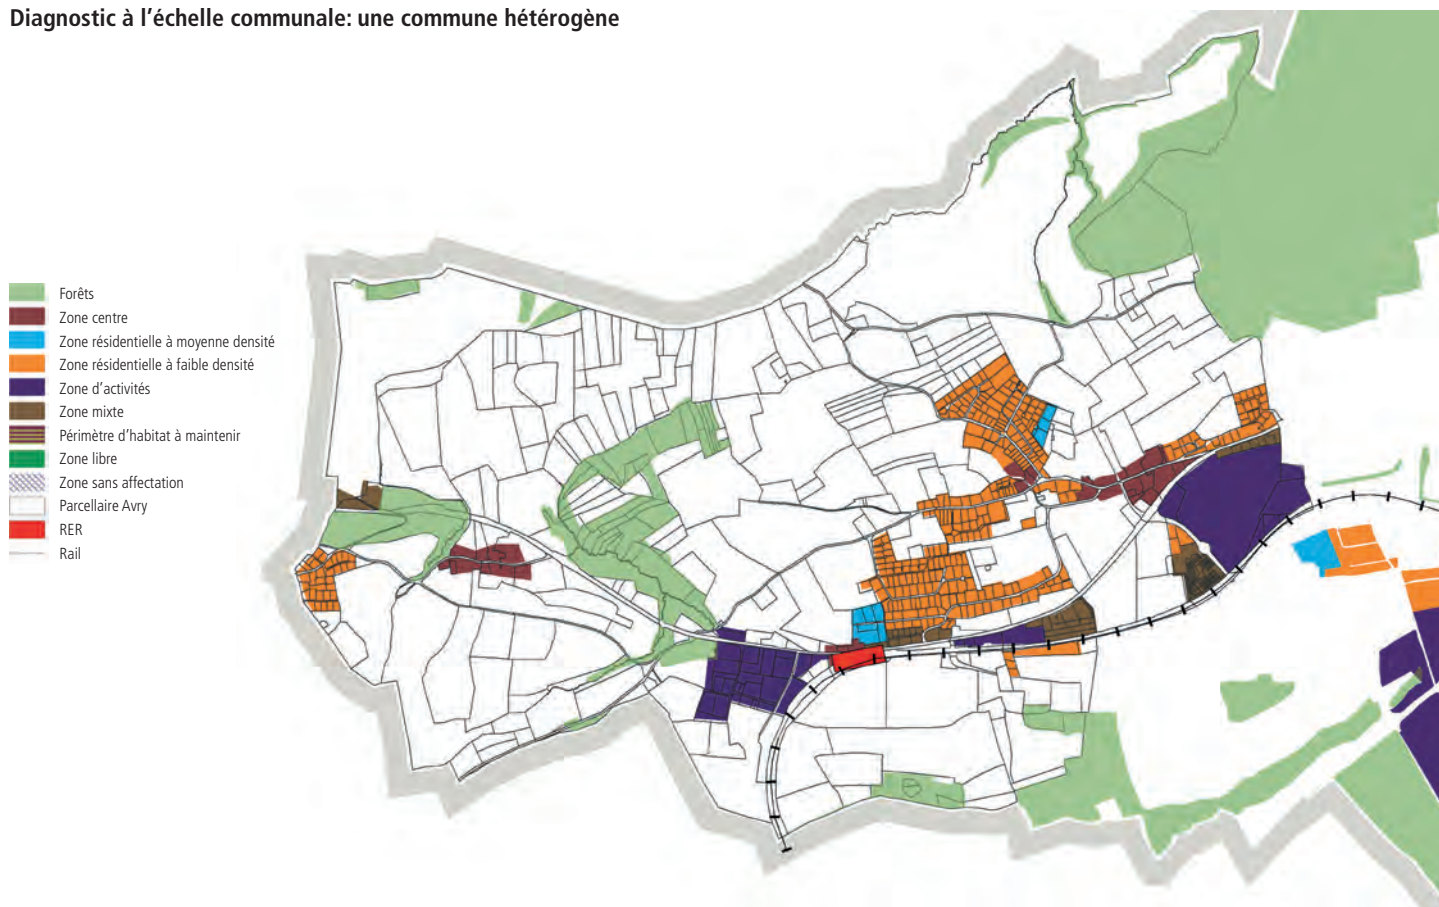 Diagnostic à l’échelle communale: une commune hétérogène
Forêts
Zone centre
Zone résidentielle à moyenne densité
Zone résidentielle à faible densité
Zone d’activités
Zone mixte
Périmètre d’habitat à maintenir
Zone libre
Zone sans affectation
Parcellaire Avry
RER
Rail